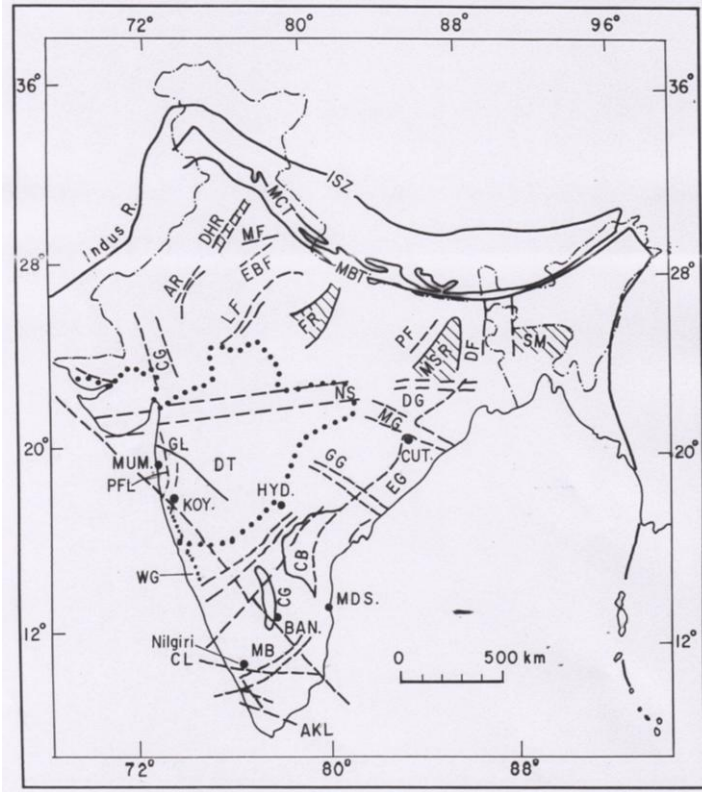 72° 80° 88° 96°
36° 36°
ISZ
MCT
Indus R.
DHR
MF
MBT
28° 28°
AR
EBF
LF
FR
PF
MSR
DF
SM
CG
NS
DG
MG
20° 20°
GL
MUM.
DT
CUT.
PFL
GG
EG
KOY.
HYD.
CB
WG
CG
MDS.
BAN.
12° 12°
Nilgiri
MB
CL
0 500 km
AKL
72° 80° 88°